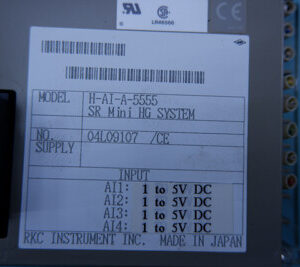 LR46566
MODEL H-AI-A-5555
SR Mini HG SYSTEM
NO. 04L09107 /CE
SUPPLY
INPUT
AI1: 1 to 5V DC
AI2: 1 to 5V DC
AI3: 1 to 5V DC
AI4: 1 to 5V DC
RKC INSTRUMENT INC. MADE IN JAPAN